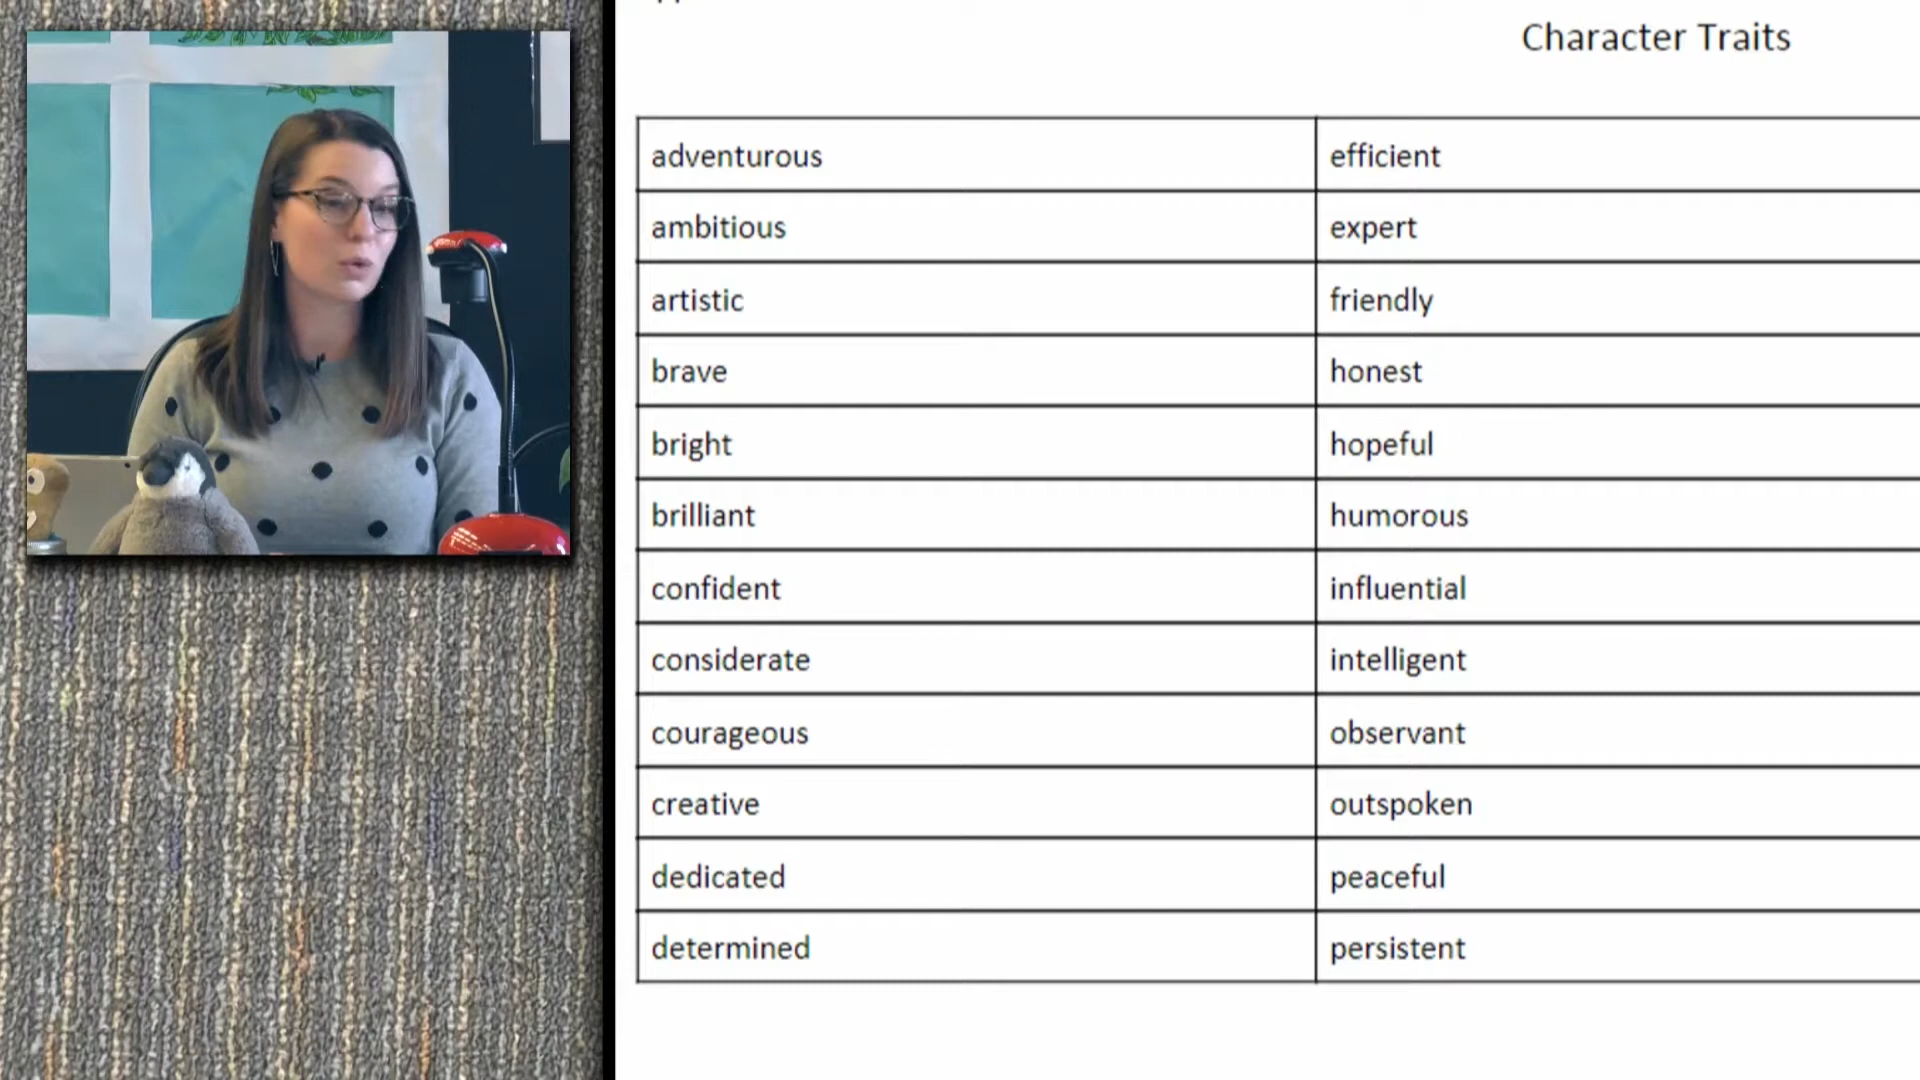 Character Traits
adventurous efficient
ambitious expert
artistic friendly
brave honest
bright hopeful
brilliant humorous
confident influential
considerate intelligent
courageous observant
creative outspoken
dedicated peaceful
determined persistent